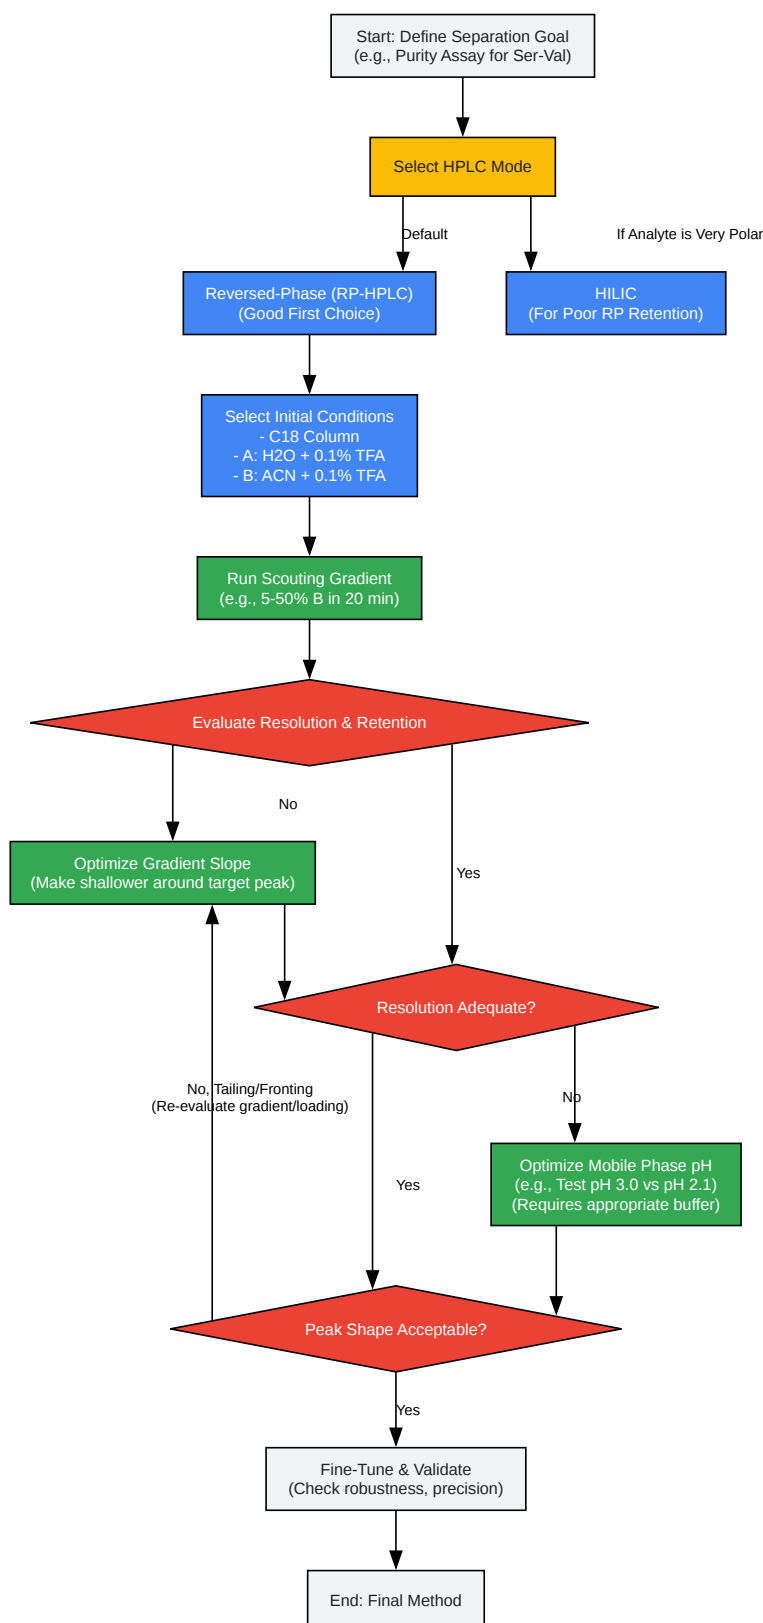 Start: Define Separation Goal
(e.g., Purity Assay for Ser-Val)
Select HPLC Mode
Default
If Analyte is Very Polar
Reversed-Phase (RP-HPLC)
(Good First Choice)
HILIC
(For Poor RP Retention)
Select Initial Conditions
- C18 Column
- A: H2O + 0.1% TFA
- B: ACN + 0.1% TFA
Run Scouting Gradient
(e.g., 5-50% B in 20 min)
Evaluate Resolution & Retention
No
Optimize Gradient Slope
(Make shallower around target peak)
Yes
Resolution Adequate?
No, Tailing/Fronting
(Re-evaluate gradient/loading)
No
Yes
Optimize Mobile Phase pH
(e.g., Test pH 3.0 vs pH 2.1)
(Requires appropriate buffer)
Peak Shape Acceptable?
Yes
Fine-Tune & Validate
(Check robustness, precision)
End: Final Method